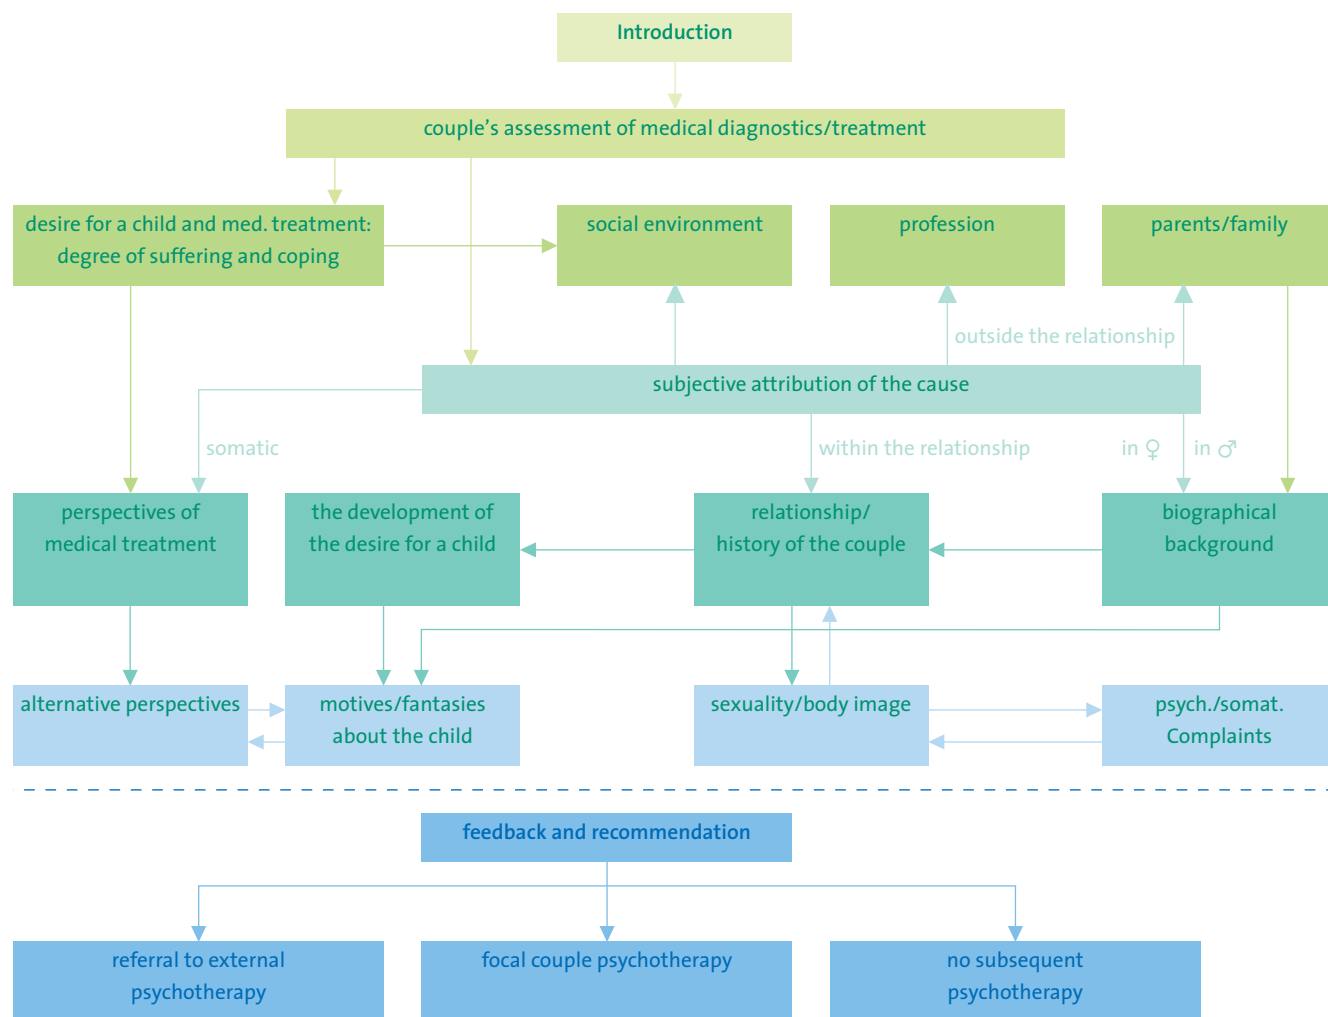 Introduction
couple's assessment of medical diagnostics/treatment
desire for a child and med. treatment:
degree of suffering and coping
social environment
profession
parents/family
outside the relationship
subjective attribution of the cause
somatic
within the relationship
in ♀
in ♂
perspectives of
medical treatment
the development of
the desire for a child
relationship/
history of the couple
biographical
background
alternative perspectives
motives/fantasies
about the child
sexuality/body image
psych./somat.
Complaints
feedback and recommendation
referral to external
psychotherapy
focal couple psychotherapy
no subsequent
psychotherapy